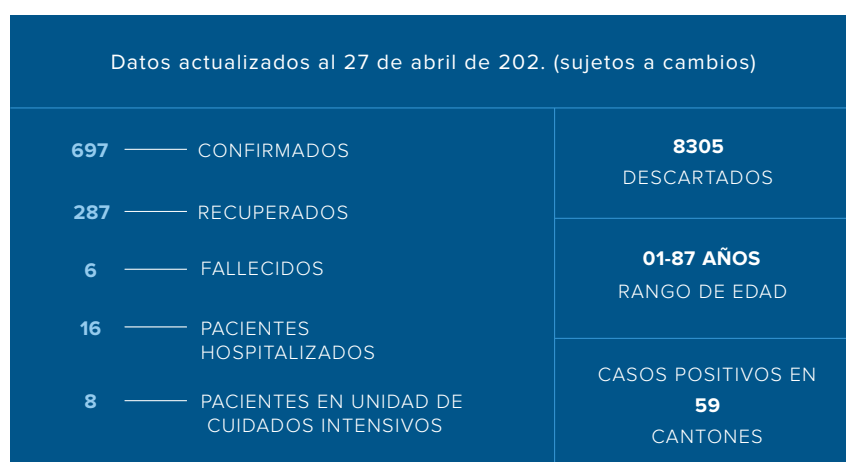 Datos actualizados al 27 de abril de 202. (sujetos a cambios)
697 CONFIRMADOS
287 RECUPERADOS
6 FALLECIDOS
16 PACIENTES
HOSPITALIZADOS
8 PACIENTES EN UNIDAD DE
CUIDADOS INTENSIVOS
8305
DESCARTADOS
01-87 AÑOS
RANGO DE EDAD
CASOS POSITIVOS EN
59
CANTONES